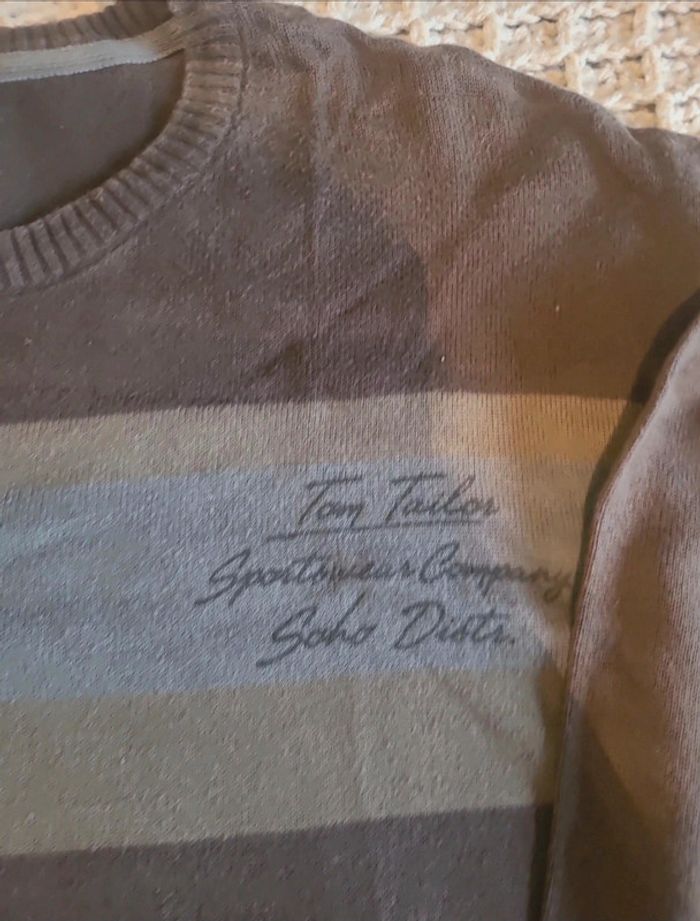 Tom Tailor
Sportswear Company
Soho Distr.